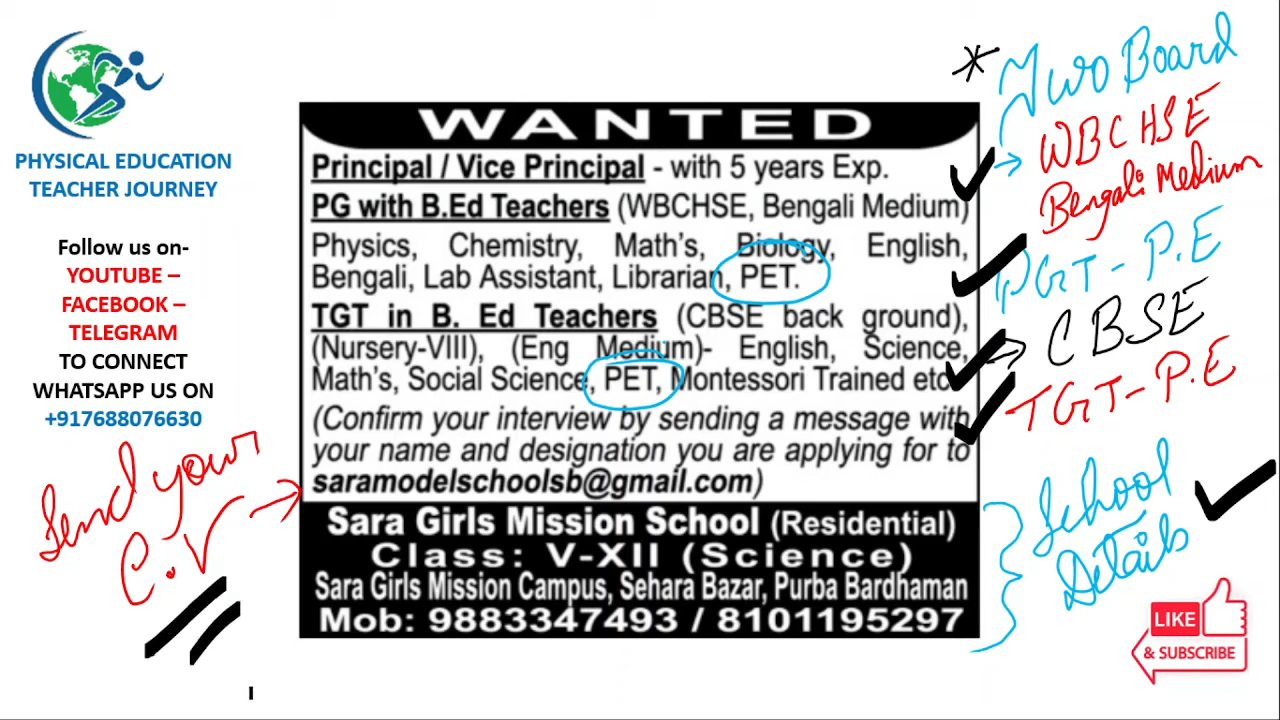 PHYSICAL EDUCATION
TEACHER JOURNEY
Follow us on-
YOUTUBE –
FACEBOOK –
TELEGRAM
TO CONNECT
WHATSAPP US ON
+917688076630
Send your
C.V
WANTED
Principal / Vice Principal - with 5 years Exp.
PG with B.Ed Teachers (WBCHSE, Bengali Medium)
Physics, Chemistry, Math's, Biology, English,
Bengali, Lab Assistant, Librarian, PET.
TGT in B. Ed Teachers (CBSE back ground),
(Nursery-VIII), (Eng Medium)- English, Science,
Math's, Social Science, PET, Montessori Trained etc
(Confirm your interview by sending a message with
your name and designation you are applying for to
saramodelschoolsb@gmail.com)
Sara Girls Mission School (Residential)
Class: V-XII (Science)
Sara Girls Mission Campus, Sehara Bazar, Purba Bardhaman
Mob: 9883347493 / 8101195297
* Two Board
→ WBCHSE
Bengali Medium
PGT - P.E
→ CBSE
TGT - P.E
School
Details
LIKE
& SUBSCRIBE